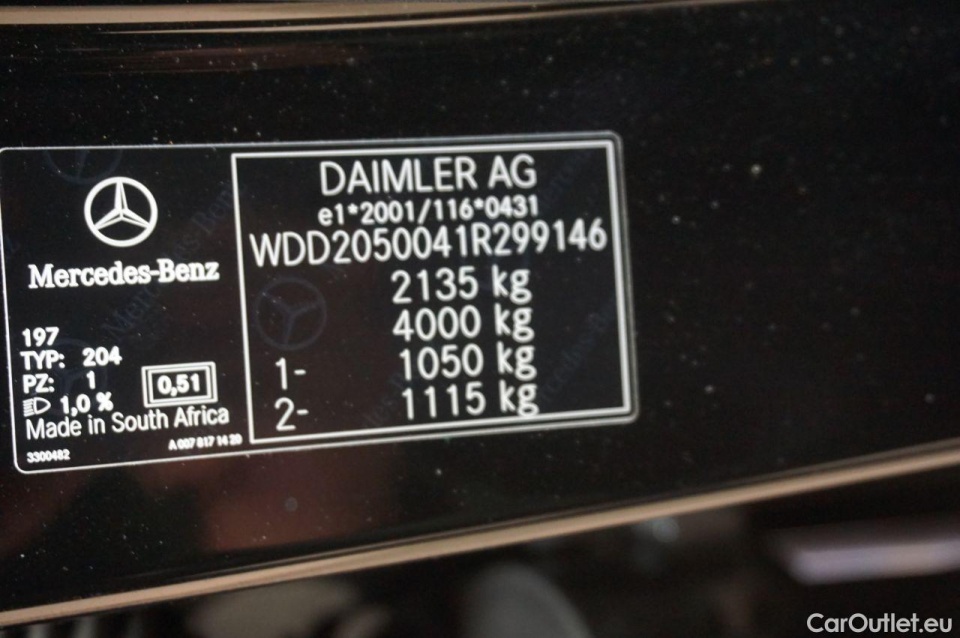 Mercedes-Benz
197
TYP: 204
PZ: 1
0,51
1,0 %
Made in South Africa
A 007 817 14 20
3300482
DAIMLER AG
e1*2001/116*0431
WDD2050041R299146
2135 kg
4000 kg
1- 1050 kg
2- 1115 kg
CarOutlet.eu